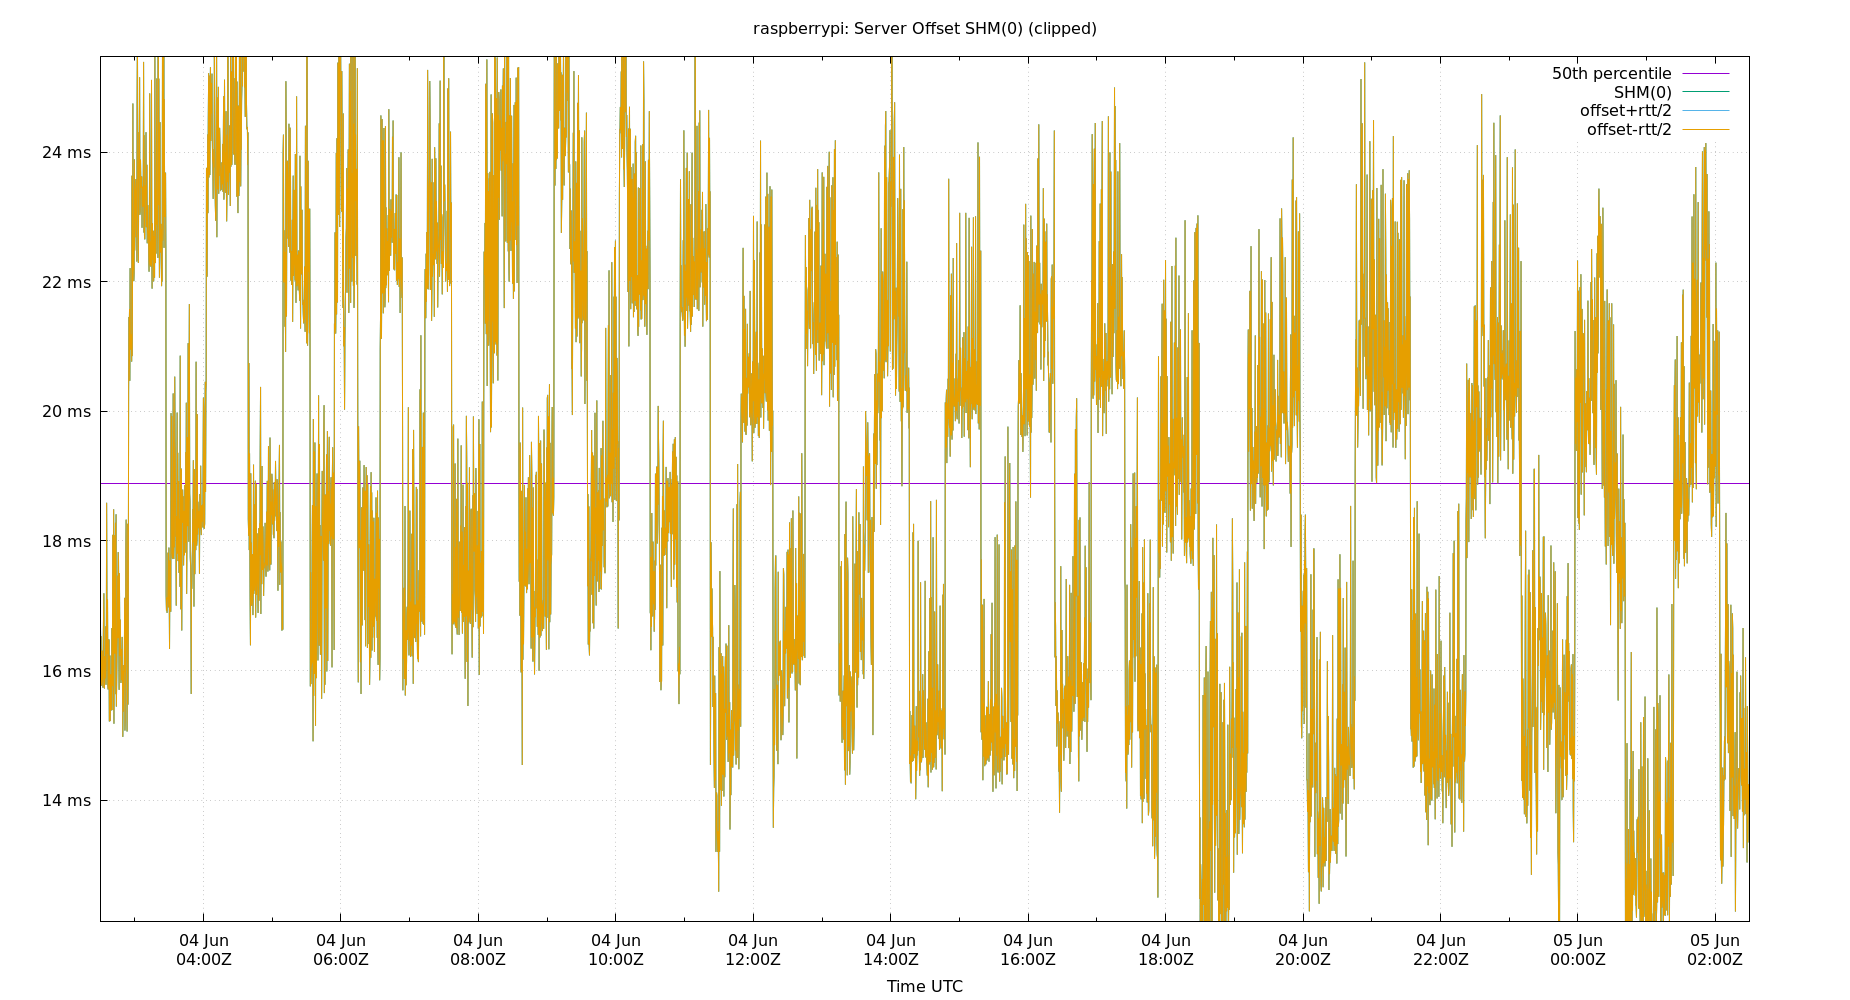 raspberrypi: Server Offset SHM(0) (clipped)
50th percentile
SHM(0)
offset+rtt/2
offset-rtt/2
24 ms
22 ms
20 ms
18 ms
16 ms
14 ms
04 Jun 04 Jun 04 Jun 04 Jun 04 Jun 04 Jun 04 Jun 04 Jun 04 Jun 04 Jun 05 Jun 05 Jun
04:00Z 06:00Z 08:00Z 10:00Z 12:00Z 14:00Z 16:00Z 18:00Z 20:00Z 22:00Z 00:00Z 02:00Z
Time UTC